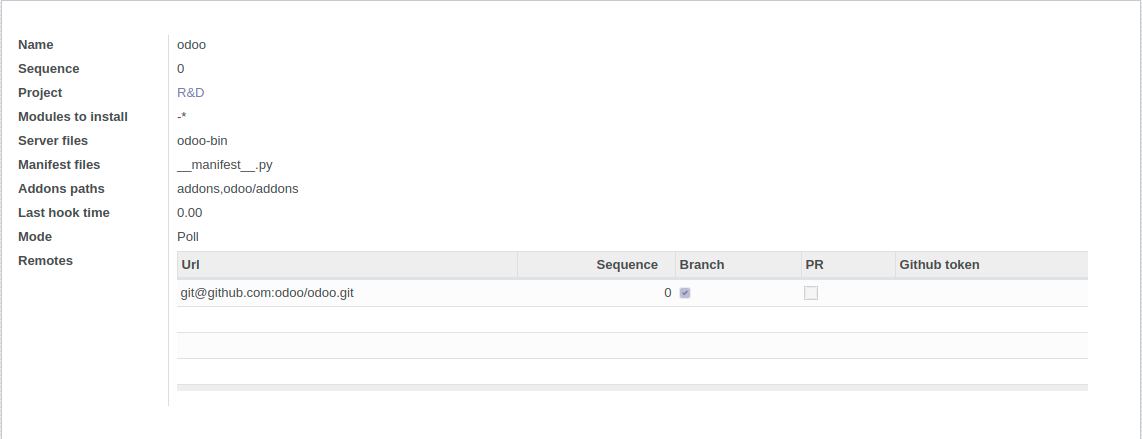 Name odoo
Sequence 0
Project R&D
Modules to install -*
Server files odoo-bin
Manifest files __manifest__.py
Addons paths addons,odoo/addons
Last hook time 0.00
Mode Poll
Remotes
Url Sequence Branch PR Github token
git@github.com:odoo/odoo.git 0